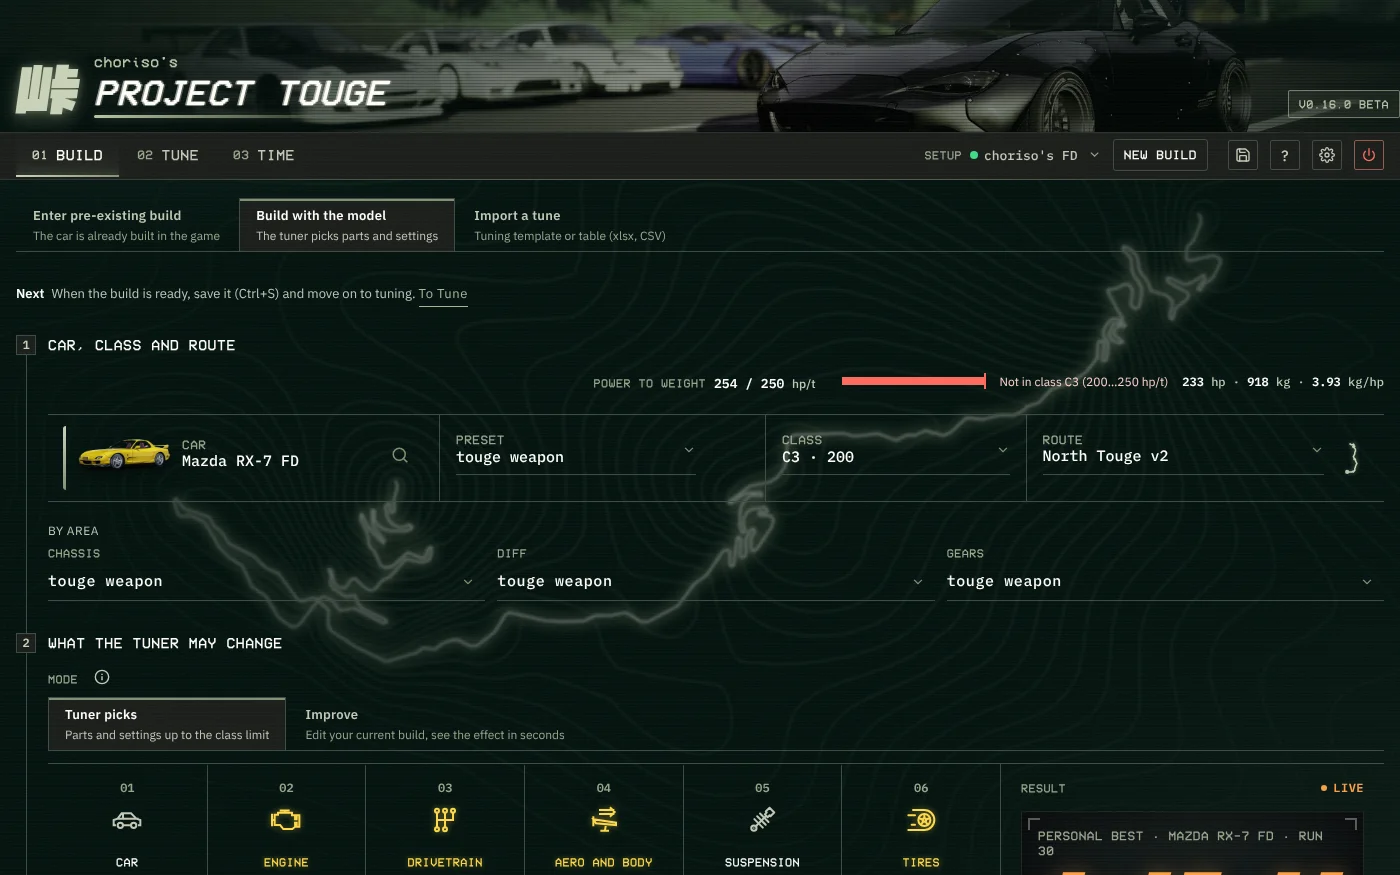 choriso's
PROJECT TOUGE
V0.16.0 BETA
01 BUILD
02 TUNE
03 TIME
SETUP choriso's FD
NEW BUILD
?
Enter pre-existing build
The car is already built in the game
Build with the model
The tuner picks parts and settings
Import a tune
Tuning template or table (xlsx, CSV)
Next When the build is ready, save it (Ctrl+S) and move on to tuning. To Tune
1 CAR, CLASS AND ROUTE
POWER TO WEIGHT 254 / 250 hp/t
Not in class C3 (200…250 hp/t) 233 hp · 918 kg · 3.93 kg/hp
CAR
Mazda RX-7 FD
PRESET
touge weapon
CLASS
C3 · 200
ROUTE
North Touge v2
BY AREA
CHASSIS
touge weapon
DIFF
touge weapon
GEARS
touge weapon
2 WHAT THE TUNER MAY CHANGE
MODE
Tuner picks
Parts and settings up to the class limit
Improve
Edit your current build, see the effect in seconds
01
CAR
02
ENGINE
03
DRIVETRAIN
04
AERO AND BODY
05
SUSPENSION
06
TIRES
RESULT
LIVE
PERSONAL BEST · MAZDA RX-7 FD · RUN
30